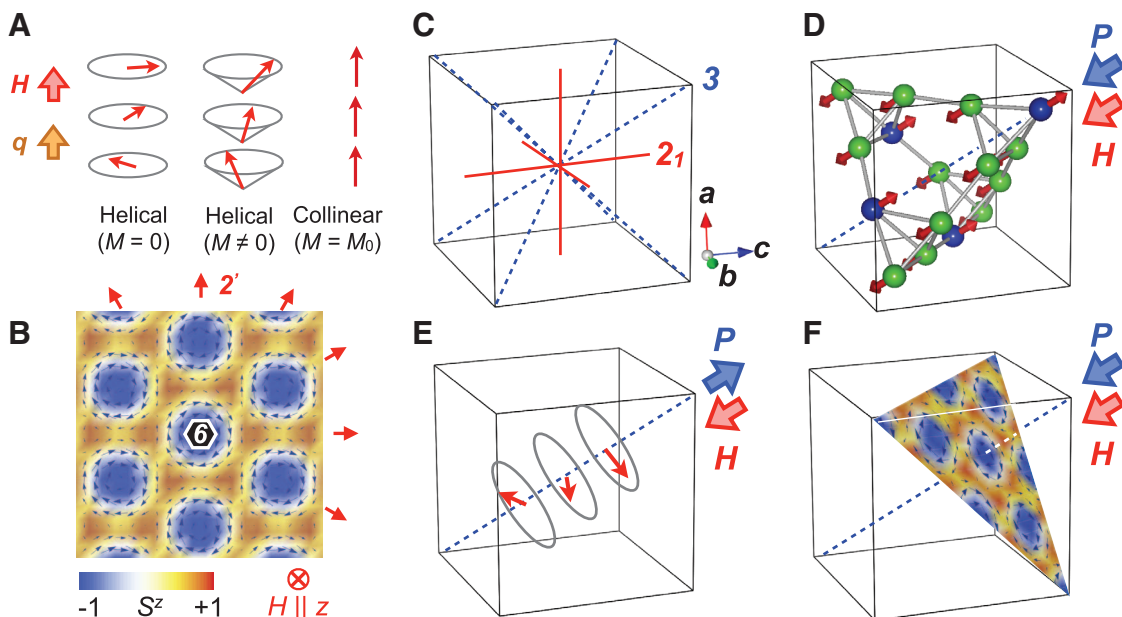 A
H
q
Helical
(M = 0)
Helical
(M ≠ 0)
Collinear
(M = M₀)
B
2'
6
-1 Sᶻ +1
H || z
C
3
2₁
a
b
c
D
P
H
E
P
H
F
P
H